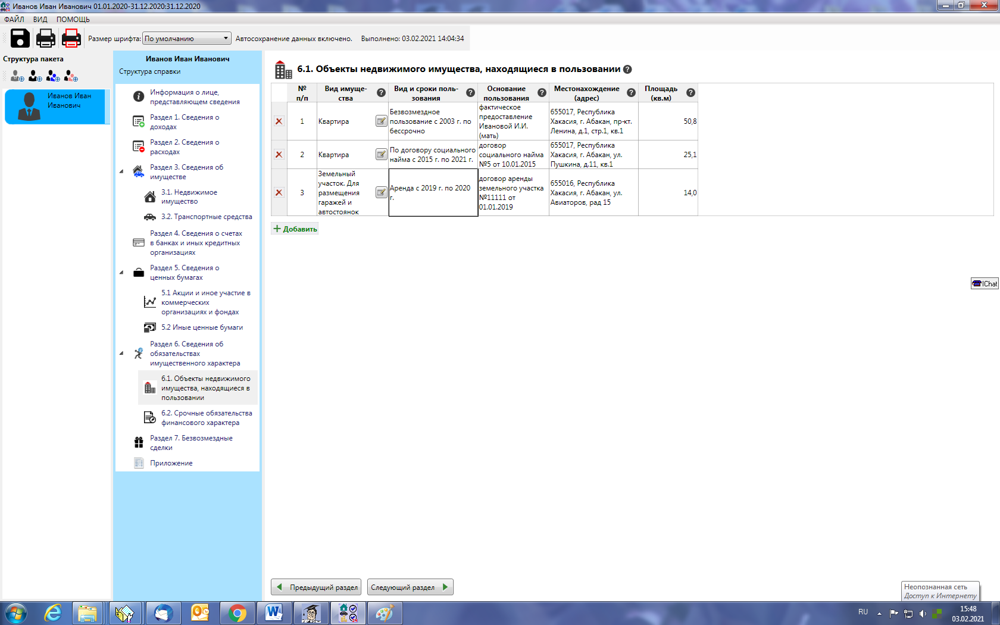 Иванов Иван Иванович 01.01.2020-31.12.2020:31.12.2020
ФАЙЛ ВИД ПОМОЩЬ
Размер шрифта: По умолчанию Автосохранение данных включено. Выполнено: 03.02.2021 14:04:34
Структура пакета
Иванов Иван
Иванович
Иванов Иван Иванович
Структура справки
Информация о лице,
представляющем сведения
Раздел 1. Сведения о
доходах
Раздел 2. Сведения о
расходах
Раздел 3. Сведения об
имуществе
3.1. Недвижимое
имущество
3.2. Транспортные средства
Раздел 4. Сведения о счетах
в банках и иных кредитных
организациях
Раздел 5. Сведения о
ценных бумагах
5.1 Акции и иное участие в
коммерческих
организациях и фондах
5.2 Иные ценные бумаги
Раздел 6. Сведения об
обязательствах
имущественного характера
6.1. Объекты недвижимого
имущества, находящиеся в
пользовании
6.2. Срочные обязательства
финансового характера
Раздел 7. Безвозмездные
сделки
Приложение
6.1. Объекты недвижимого имущества, находящиеся в пользовании
№
п/п
Вид имуще-
ства
Вид и сроки поль-
зования
Основание
пользования
Местонахождение
(адрес)
Площадь
(кв.м)
1
Квартира
Безвозмездное
пользование с 2003 г. по
бессрочно
фактическое
предоставление
Ивановой И.И.
(мать)
655017, Республика
Хакасия, г. Абакан, пр-кт.
Ленина, д.1, стр.1, кв.1
50,8
2
Квартира
По договору социального
найма с 2015 г. по 2021 г.
договор
социального найма
№5 от 10.01.2015
655017, Республика
Хакасия, г. Абакан, ул.
Пушкина, д.11, кв.1
25,1
3
Земельный
участок. Для
размещения
гаражей и
автостоянок
Аренда с 2019 г. по 2020
г.
договор аренды
земельного участка
№11111 от
01.01.2019
655016, Республика
Хакасия, г. Абакан, ул.
Авиаторов, рад 15
14,0
Добавить
IChat
Предыдущий раздел
Следующий раздел
Неопознанная сеть
Доступ к Интернету
RU
15:48
03.02.2021